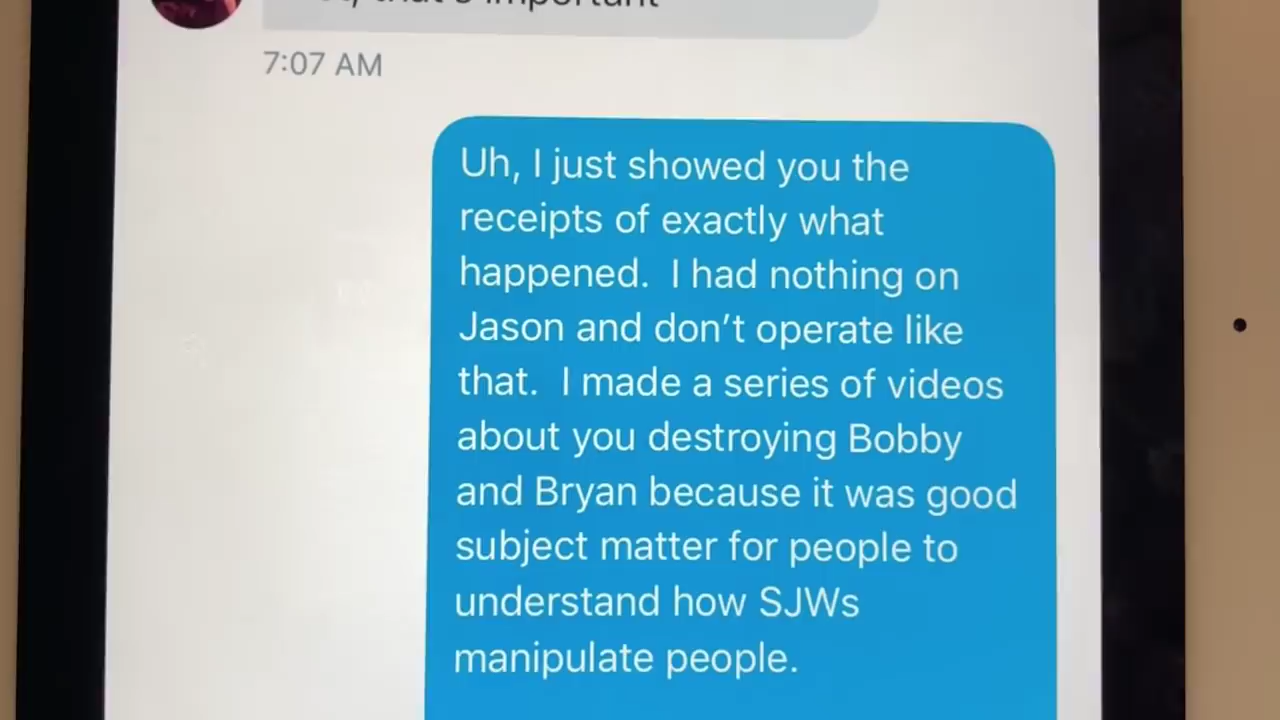 that's important
7:07 AM
Uh, I just showed you the
receipts of exactly what
happened.  I had nothing on
Jason and don't operate like
that.  I made a series of videos
about you destroying Bobby
and Bryan because it was good
subject matter for people to
understand how SJWs
manipulate people.